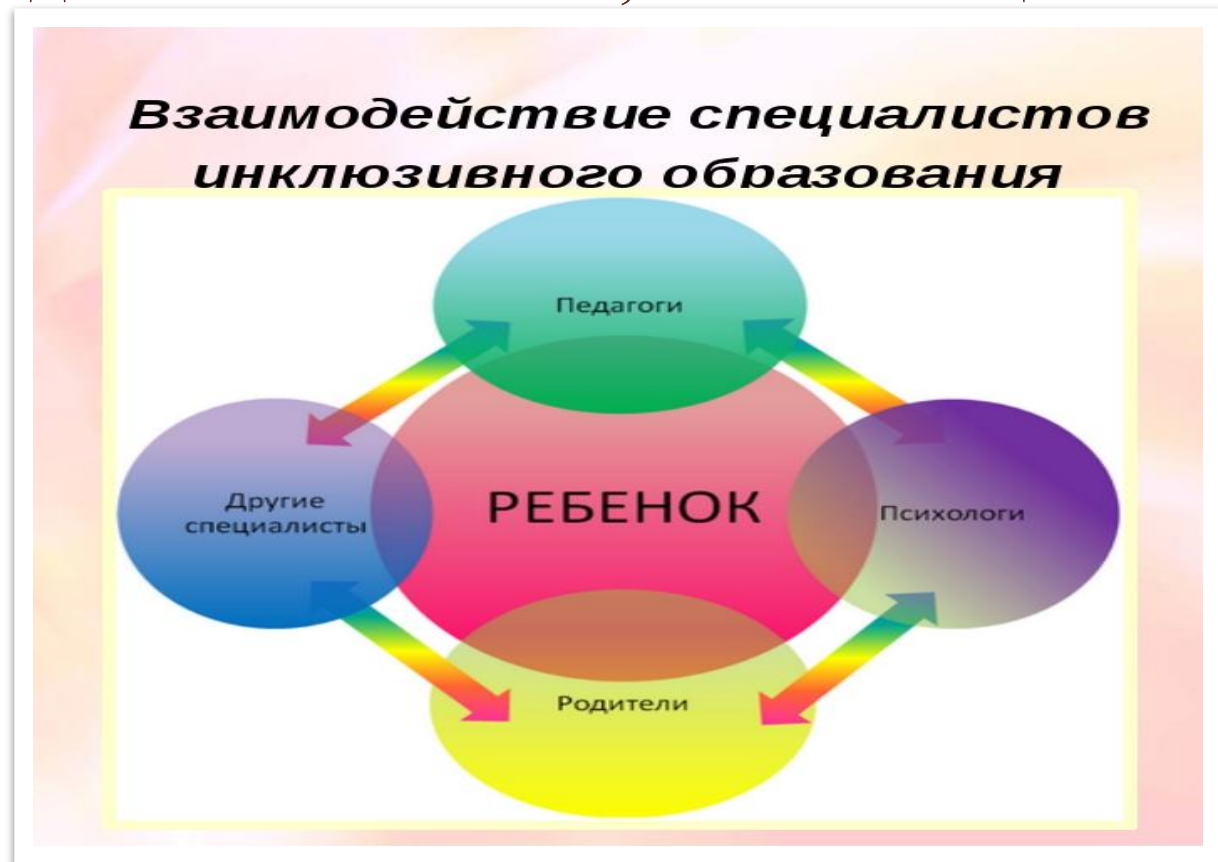 Взаимодействие специалистов
инклюзивного образования
Педагоги
Другие
специалисты
РЕБЕНОК
Психологи
Родители